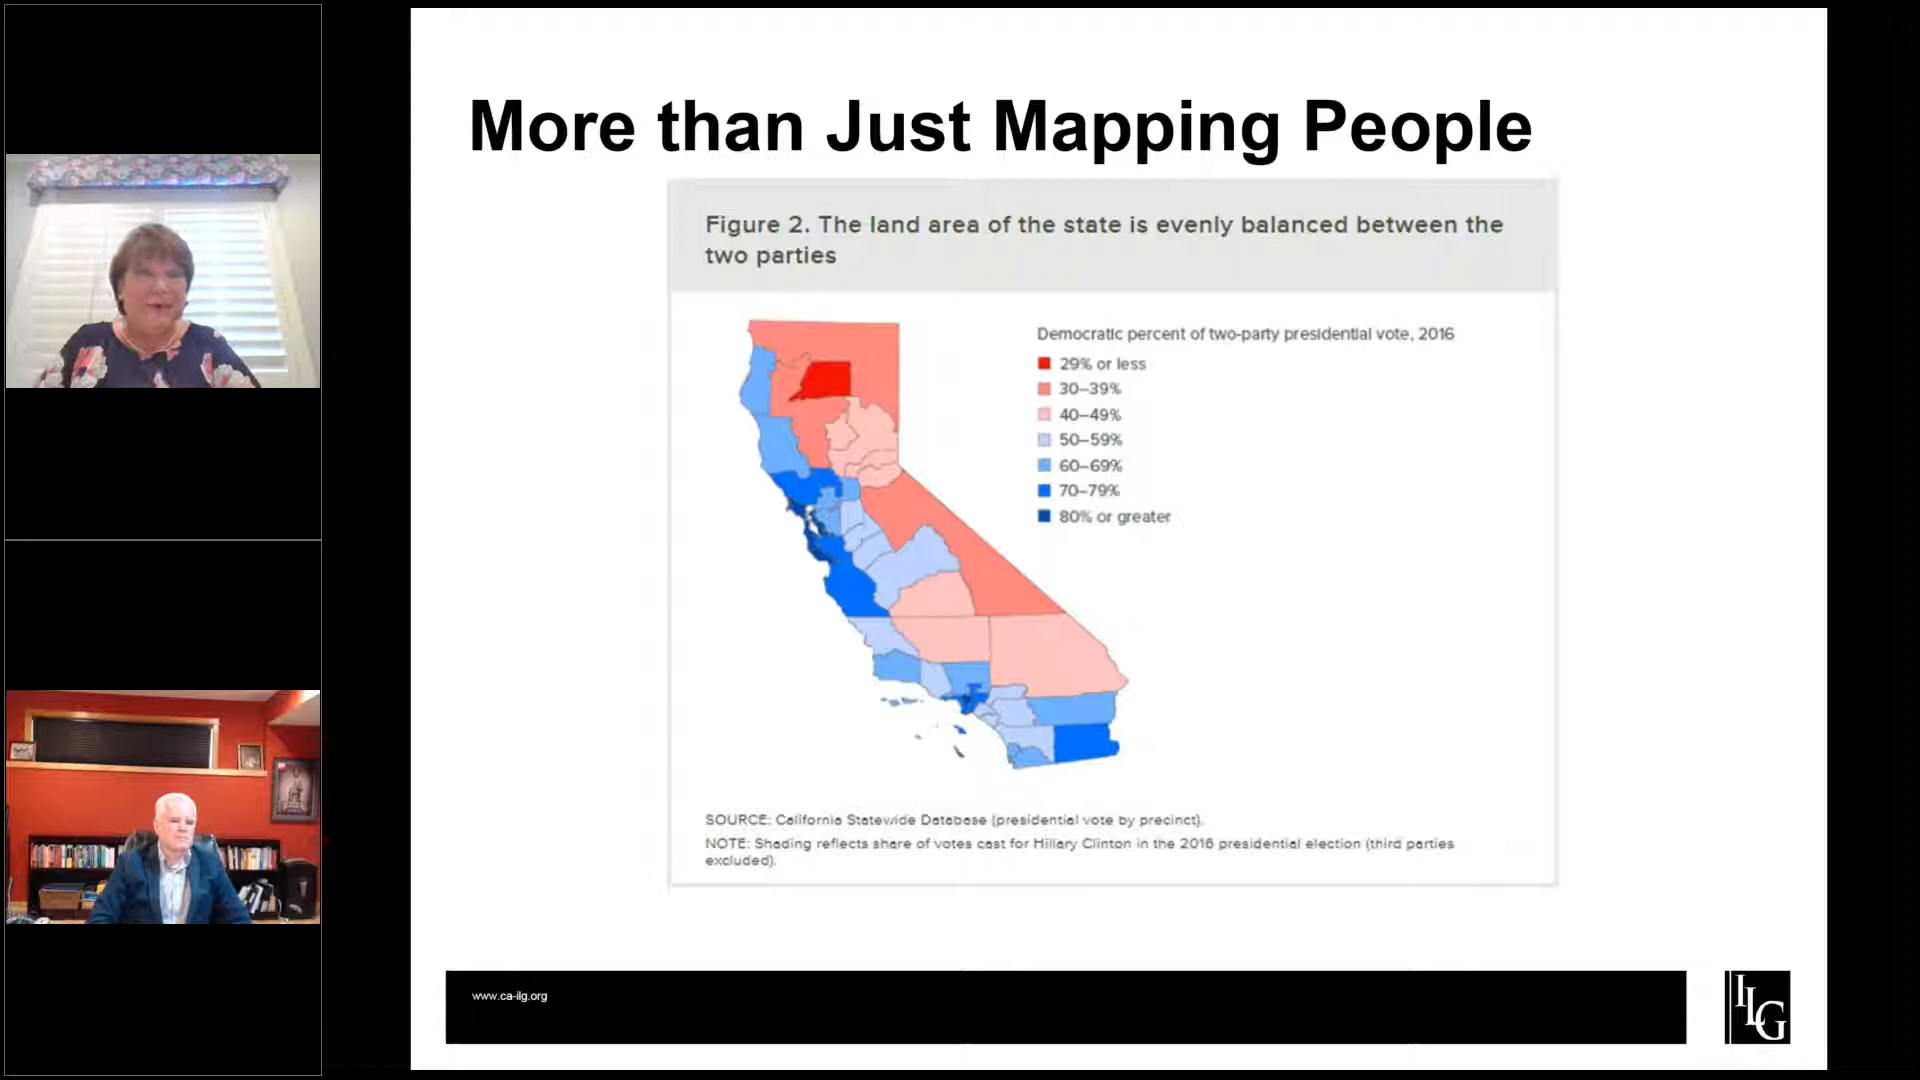 More than Just Mapping People
Figure 2. The land area of the state is evenly balanced between the
two parties
Democratic percent of two-party presidential vote, 2016
29% or less
30–39%
40–49%
50–59%
60–69%
70–79%
80% or greater
SOURCE: California Statewide Database (presidential vote by precinct).
NOTE: Shading reflects share of votes cast for Hillary Clinton in the 2016 presidential election (third parties
excluded).
www.ca-ilg.org
ILG